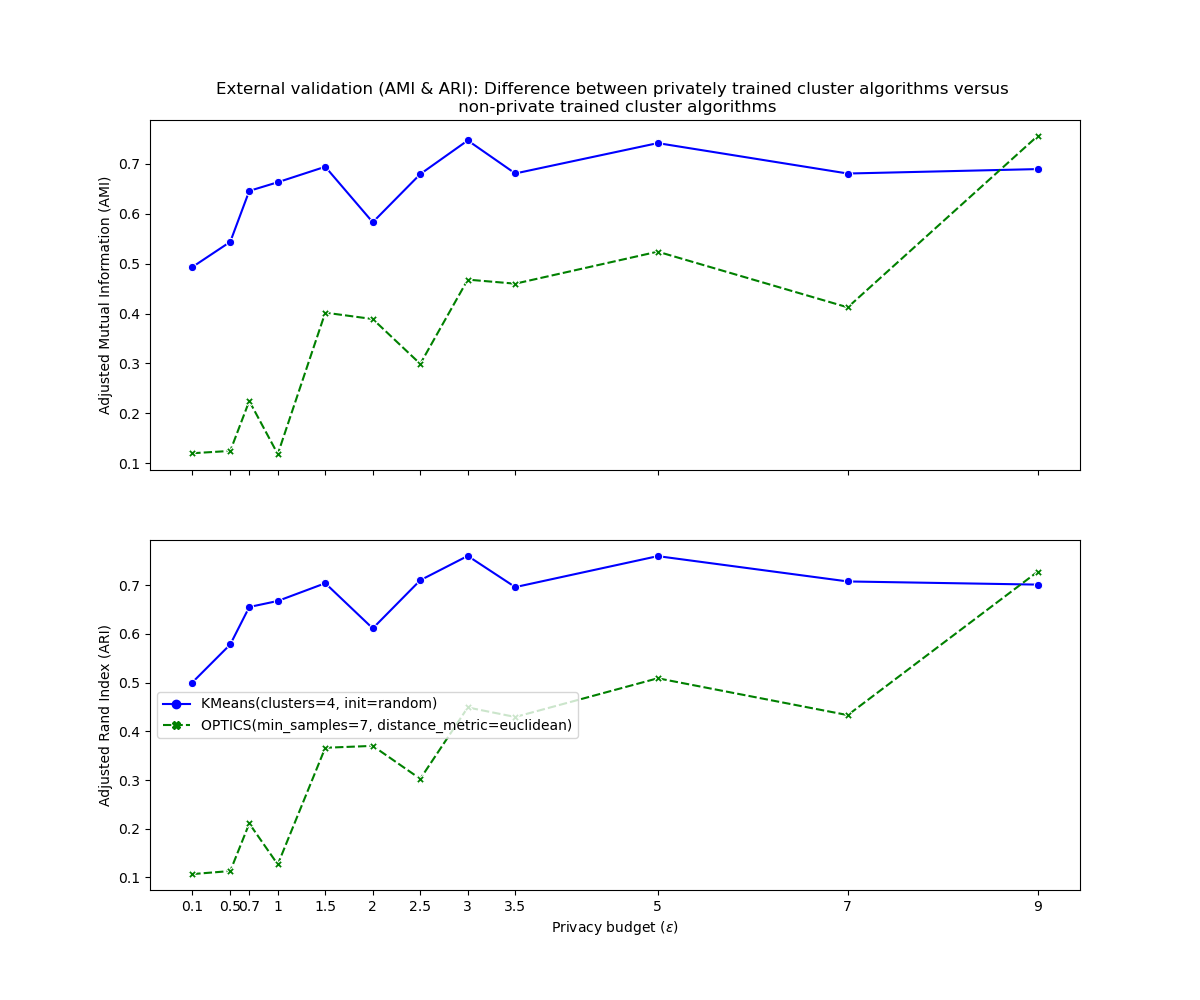 External validation (AMI & ARI): Difference between privately trained cluster algorithms versus
non-private trained cluster algorithms
Adjusted Mutual Information (AMI)
0.7
0.6
0.5
0.4
0.3
0.2
0.1
Adjusted Rand Index (ARI)
0.7
0.6
0.5
0.4
0.3
0.2
0.1
KMeans(clusters=4, init=random)
OPTICS(min_samples=7, distance_metric=euclidean)
0.1 0.5 0.7 1 1.5 2 2.5 3 3.5 5 7 9
Privacy budget (ε)